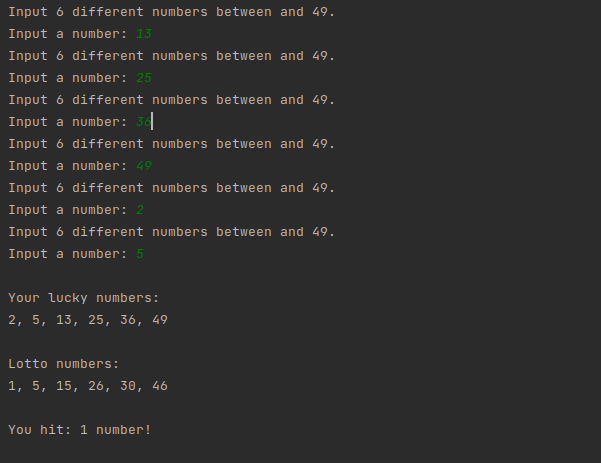 Input 6 different numbers between and 49.
Input a number: 13
Input 6 different numbers between and 49.
Input a number: 25
Input 6 different numbers between and 49.
Input a number: 36
Input 6 different numbers between and 49.
Input a number: 49
Input 6 different numbers between and 49.
Input a number: 2
Input 6 different numbers between and 49.
Input a number: 5
Your lucky numbers:
2, 5, 13, 25, 36, 49
Lotto numbers:
1, 5, 15, 26, 30, 46
You hit: 1 number!